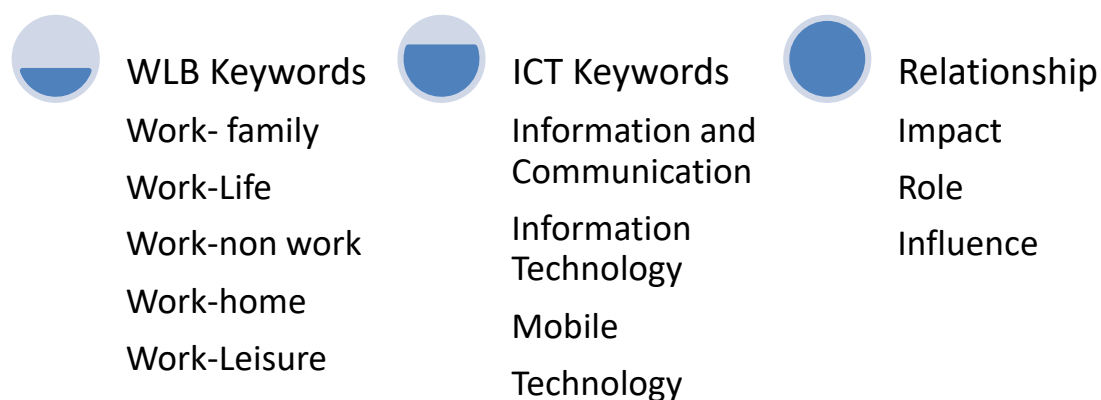 WLB Keywords
Work- family
Work-Life
Work-non work
Work-home
Work-Leisure
ICT Keywords
Information and
Communication
Information
Technology
Mobile
Technology
Relationship
Impact
Role
Influence